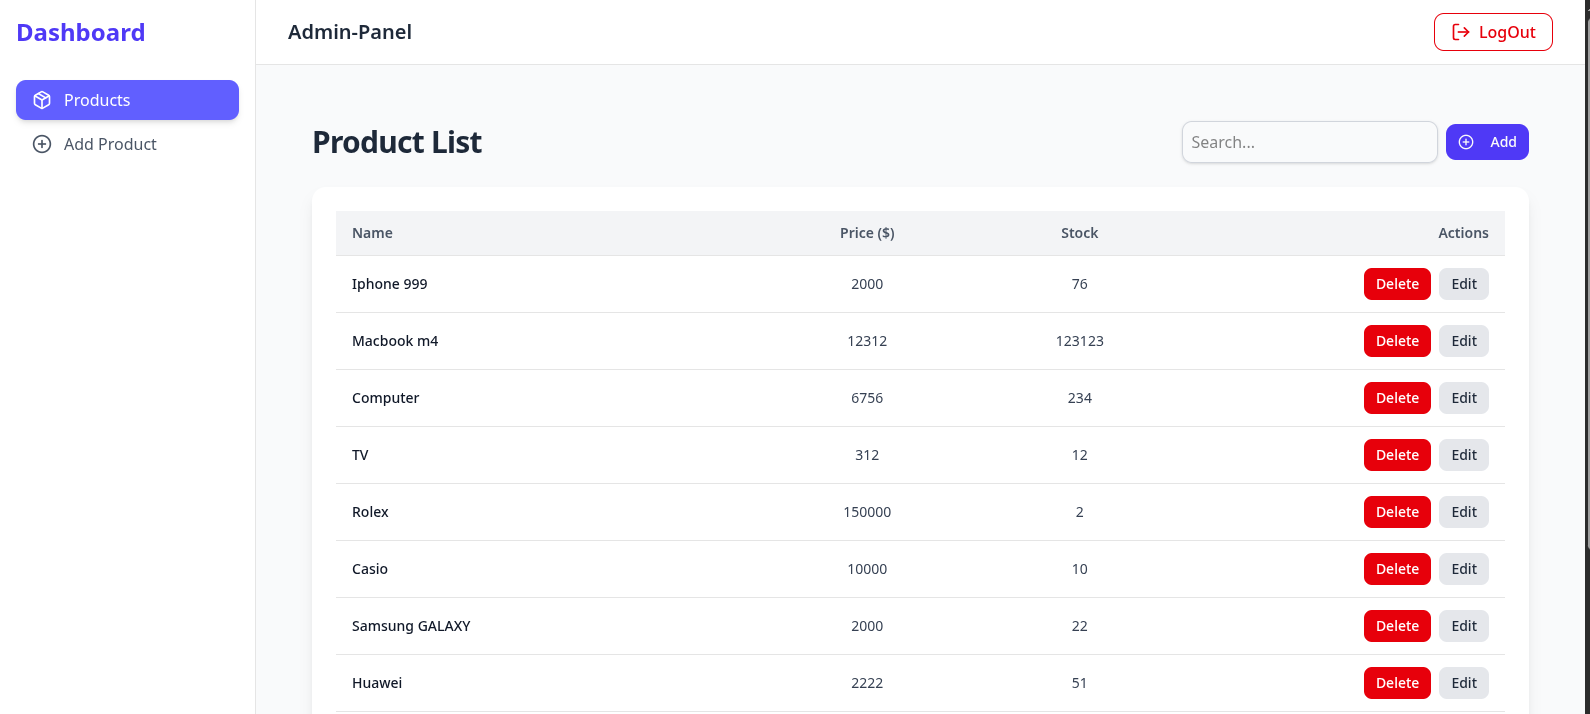 Dashboard
Products
Add Product
Admin-Panel
LogOut
Product List
Search...
Add
Name Price ($) Stock Actions
Iphone 999 2000 76 Delete Edit
Macbook m4 12312 123123 Delete Edit
Computer 6756 234 Delete Edit
TV 312 12 Delete Edit
Rolex 150000 2 Delete Edit
Casio 10000 10 Delete Edit
Samsung GALAXY 2000 22 Delete Edit
Huawei 2222 51 Delete Edit